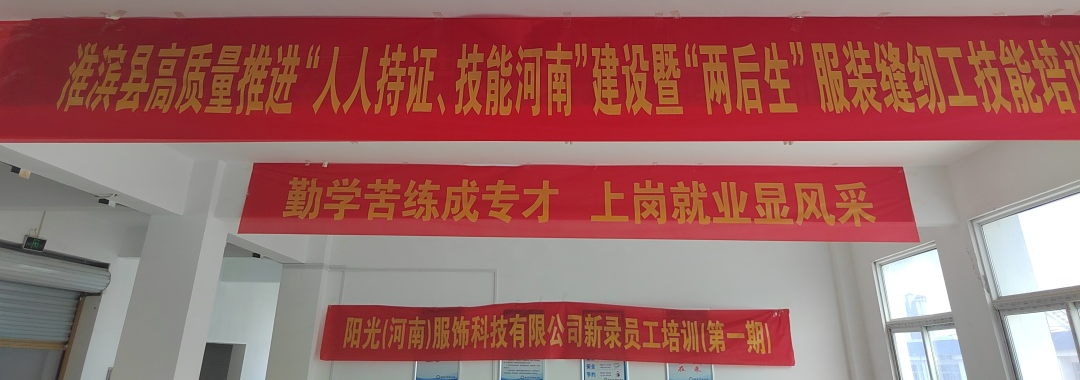 淮滨县高质量推进“人人持证、技能河南”建设暨“两后生”服装缝纫工技能培训
勤学苦练成专才 上岗就业显风采
阳光(河南)服饰科技有限公司新录员工培训(第一期)